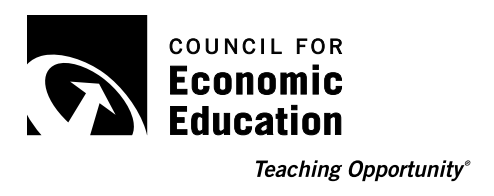 COUNCIL FOR
Economic
Education
Teaching Opportunity®